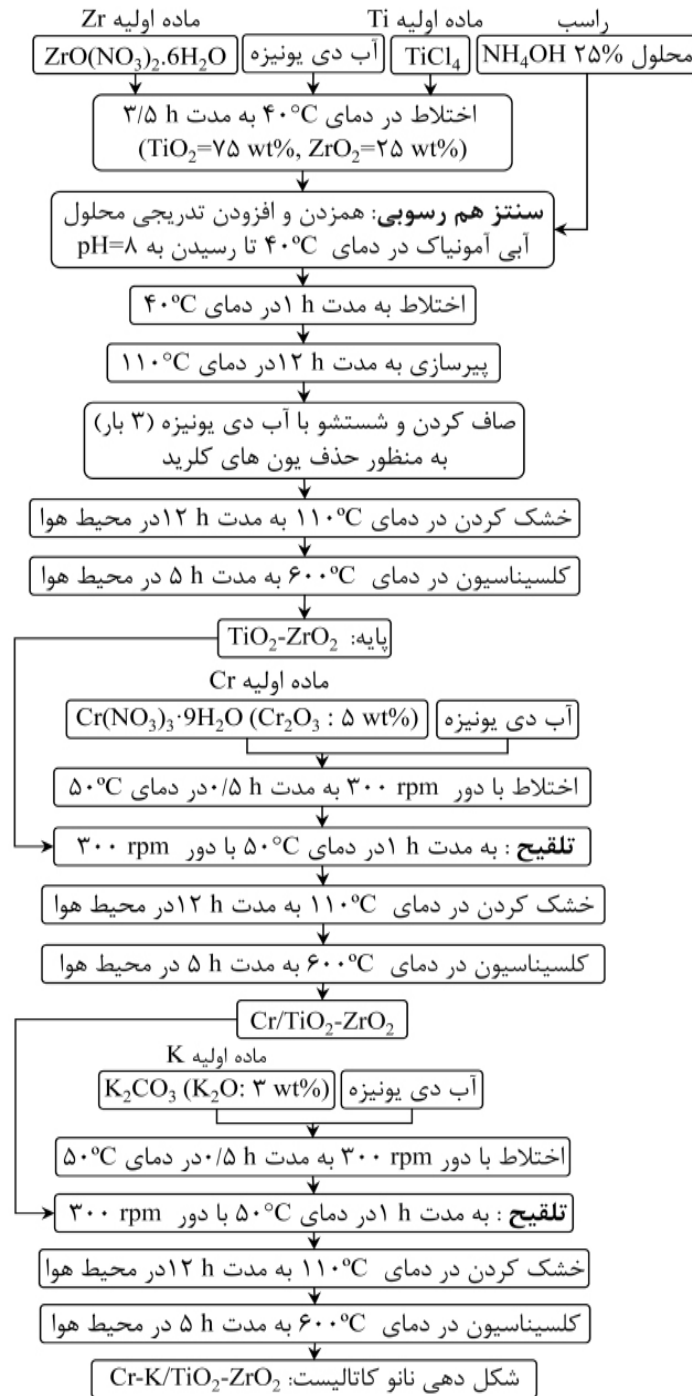 ماده اولیه Zr
ماده اولیه Ti
راسب
ZrO(NO₃)₂.6H₂O
آب دی یونیزه
TiCl₄
محلول ۲۵% NH₄OH
اختلاط در دمای ۴۰°C به مدت ۳/۵ h
(TiO₂=۷۵ wt%, ZrO₂=۲۵ wt%)
سنتز هم رسوبی: همزدن و افزودن تدریجی محلول
آبی آمونیاک در دمای ۴۰ºC تا رسیدن به pH=۸
اختلاط به مدت ۱ h در دمای ۴۰ºC
پیرسازی به مدت ۱۲ h در دمای ۱۱۰°C
صاف کردن و شستشو با آب دی یونیزه (۳ بار)
به منظور حذف یون های کلرید
خشک کردن در دمای ۱۱۰ºC به مدت ۱۲ h در محیط هوا
کلسیناسیون در دمای ۶۰۰ºC به مدت ۵ h در محیط هوا
پایه: TiO₂-ZrO₂
ماده اولیه Cr
Cr(NO₃)₃·9H₂O (Cr₂O₃ : ۵ wt%)
آب دی یونیزه
اختلاط با دور ۳۰۰ rpm به مدت ۰/۵ h در دمای ۵۰ºC
تلقیح : به مدت ۱ h در دمای ۵۰°C با دور ۳۰۰ rpm
خشک کردن در دمای ۱۱۰ºC به مدت ۱۲ h در محیط هوا
کلسیناسیون در دمای ۶۰۰ºC به مدت ۵ h در محیط هوا
Cr/TiO₂-ZrO₂
ماده اولیه K
K₂CO₃ (K₂O: ۳ wt%)
آب دی یونیزه
اختلاط با دور ۳۰۰ rpm به مدت ۰/۵ h در دمای ۵۰ºC
تلقیح : به مدت ۱ h در دمای ۵۰°C با دور ۳۰۰ rpm
خشک کردن در دمای ۱۱۰ºC به مدت ۱۲ h در محیط هوا
کلسیناسیون در دمای ۶۰۰ºC به مدت ۵ h در محیط هوا
شکل دهی نانو کاتالیست: Cr-K/TiO₂-ZrO₂